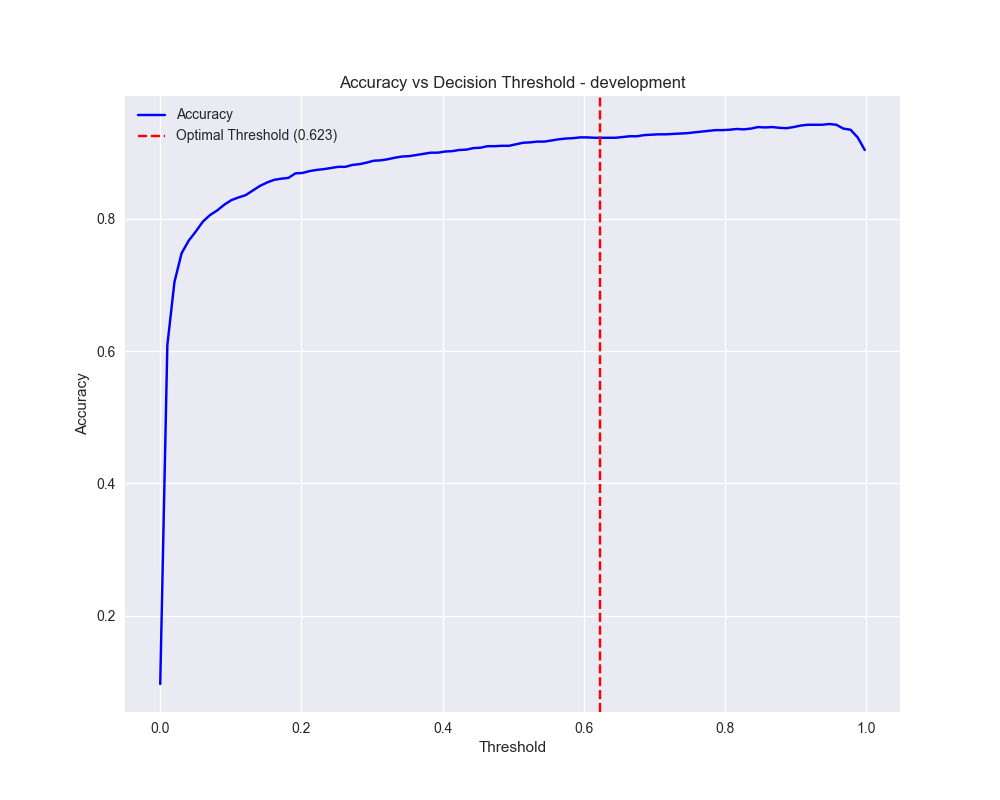 Accuracy vs Decision Threshold - development
Accuracy
Optimal Threshold (0.623)
0.8
0.6
0.4
0.2
Accuracy
0.0 0.2 0.4 0.6 0.8 1.0
Threshold